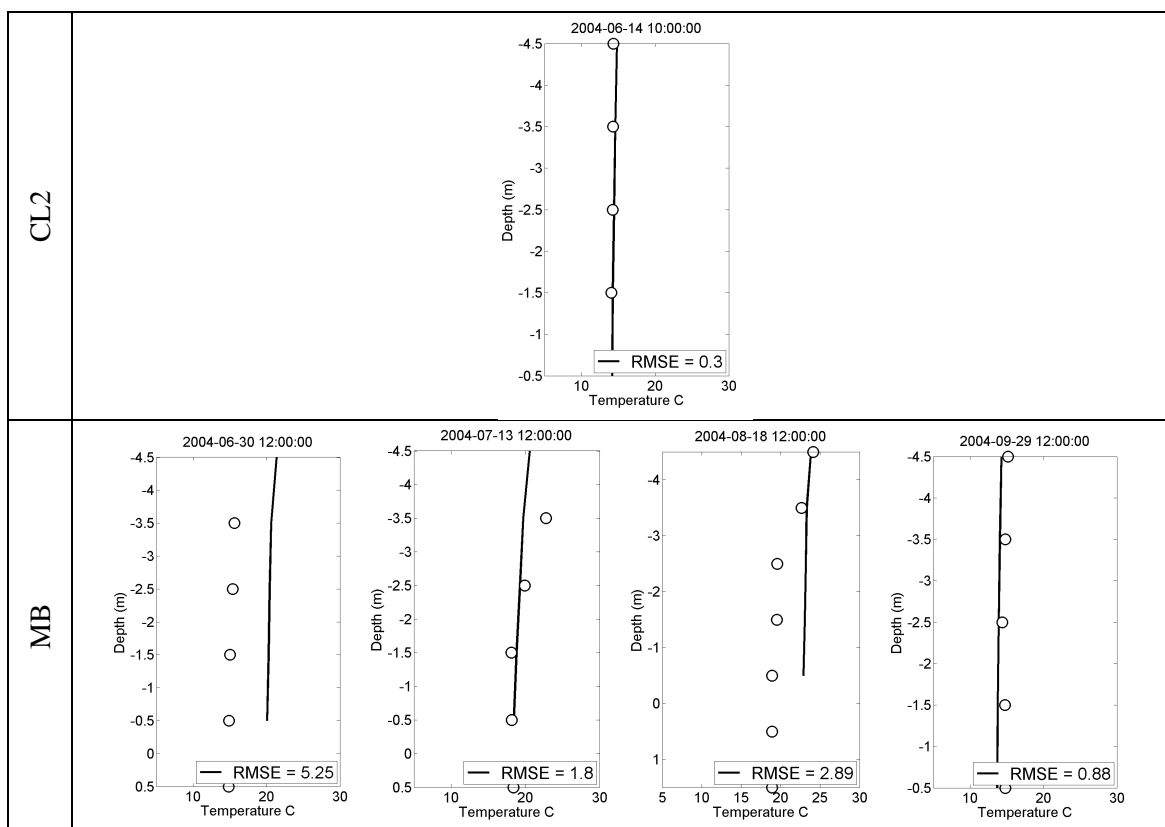 CL2
2004-06-14 10:00:00
-4.5
-4
-3.5
-3
-2.5
-2
-1.5
-1
-0.5
Depth (m)
RMSE = 0.3
10 20 30
Temperature C
MB
2004-06-30 12:00:00
-4.5
-4
-3.5
-3
-2.5
-2
-1.5
-1
-0.5
0
0.5
Depth (m)
RMSE = 5.25
10 20 30
Temperature C
2004-07-13 12:00:00
-4.5
-4
-3.5
-3
-2.5
-2
-1.5
-1
-0.5
0
0.5
Depth (m)
RMSE = 1.8
10 20 30
Temperature C
2004-08-18 12:00:00
-4
-3
-2
-1
0
1
Depth (m)
RMSE = 2.89
5 10 15 20 25 30
Temperature C
2004-09-29 12:00:00
-4.5
-4
-3.5
-3
-2.5
-2
-1.5
-1
-0.5
Depth (m)
RMSE = 0.88
10 20 30
Temperature C